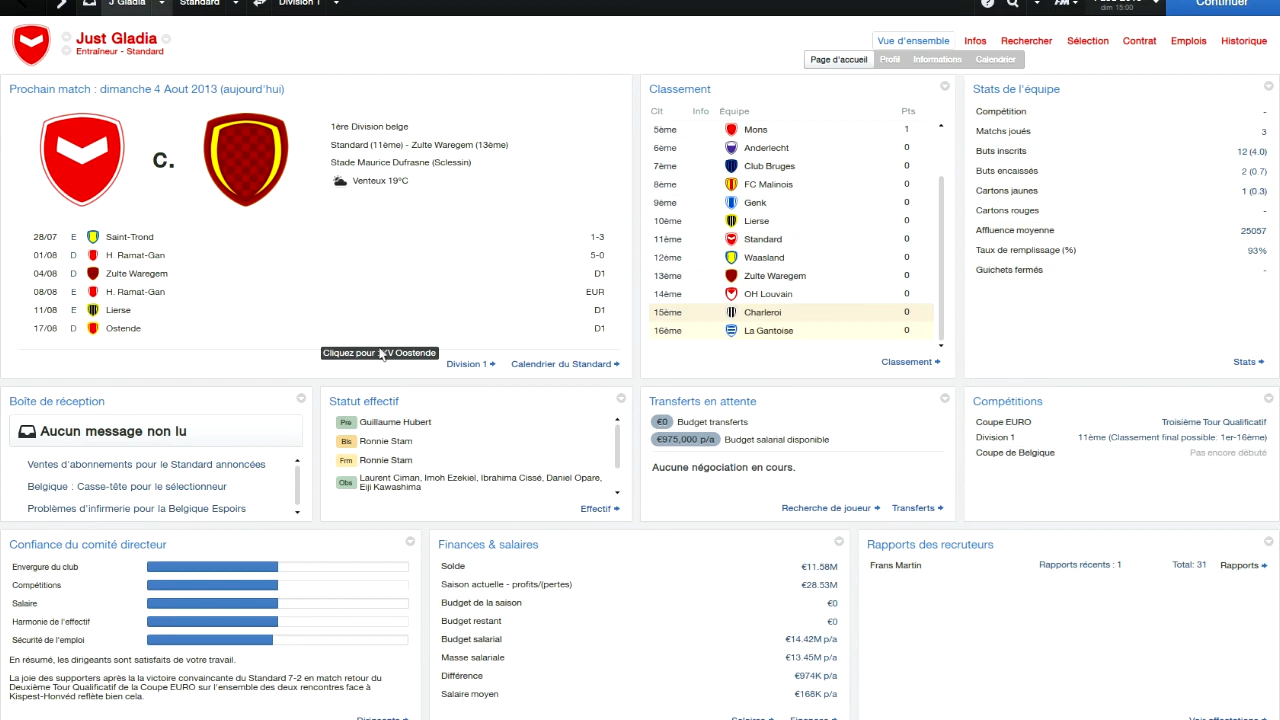 J Gladia Standard Division 1 FM dim 15:00 Continuer
Just Gladia
Entraîneur - Standard
Vue d'ensemble Infos Rechercher Sélection Contrat Emplois Historique
Page d'accueil Profil Informations Calendrier
Prochain match : dimanche 4 Aout 2013 (aujourd'hui)
c.
1ère Division belge
Standard (11ème) - Zulte Waregem (13ème)
Stade Maurice Dufrasne (Sclessin)
Venteux 19ºC
28/07 E Saint-Trond 1-3
01/08 D H. Ramat-Gan 5-0
04/08 D Zulte Waregem D1
08/08 E H. Ramat-Gan EUR
11/08 E Lierse D1
17/08 D Ostende D1
Cliquez pour : KV Oostende
Division 1 Calendrier du Standard
Classement
Clt Info Équipe Pts
5ème Mons 1
6ème Anderlecht 0
7ème Club Bruges 0
8ème FC Malinois 0
9ème Genk 0
10ème Lierse 0
11ème Standard 0
12ème Waasland 0
13ème Zulte Waregem 0
14ème OH Louvain 0
15ème Charleroi 0
16ème La Gantoise 0
Classement
Stats de l'équipe
Compétition -
Matchs joués 3
Buts inscrits 12 (4.0)
Buts encaissés 2 (0.7)
Cartons jaunes 1 (0.3)
Cartons rouges -
Affluence moyenne 25057
Taux de remplissage (%) 93%
Guichets fermés -
Stats
Boîte de réception
Aucun message non lu
Ventes d'abonnements pour le Standard annoncées
Belgique : Casse-tête pour le sélectionneur
Problèmes d'infirmerie pour la Belgique Espoirs
Statut effectif
Pre Guillaume Hubert
Bls Ronnie Stam
Frm Ronnie Stam
Obs Laurent Ciman, Imoh Ezekiel, Ibrahima Cissé, Daniel Opare,
Eiji Kawashima
Effectif
Transferts en attente
€0 Budget transferts
€975,000 p/a Budget salarial disponible
Aucune négociation en cours.
Recherche de joueur Transferts
Compétitions
Coupe EURO Troisième Tour Qualificatif
Division 1 11ème (Classement final possible: 1er-16ème)
Coupe de Belgique Pas encore débuté
Confiance du comité directeur
Envergure du club
Compétitions
Salaire
Harmonie de l'effectif
Sécurité de l'emploi
En résumé, les dirigeants sont satisfaits de votre travail.
La joie des supporters après la la victoire convaincante du Standard 7-2 en match retour du
Deuxième Tour Qualificatif de la Coupe EURO sur l'ensemble des deux rencontres face à
Kispest-Honvéd reflète bien cela.
Dirigeants
Finances & salaires
Solde €11.58M
Saison actuelle - profits/(pertes) €28.53M
Budget de la saison €0
Budget restant €0
Budget salarial €14.42M p/a
Masse salariale €13.45M p/a
Différence €974K p/a
Salaire moyen €168K p/a
Salaires Finances
Rapports des recruteurs
Frans Martin Rapports récents : 1 Total: 31 Rapports
Voir affectations